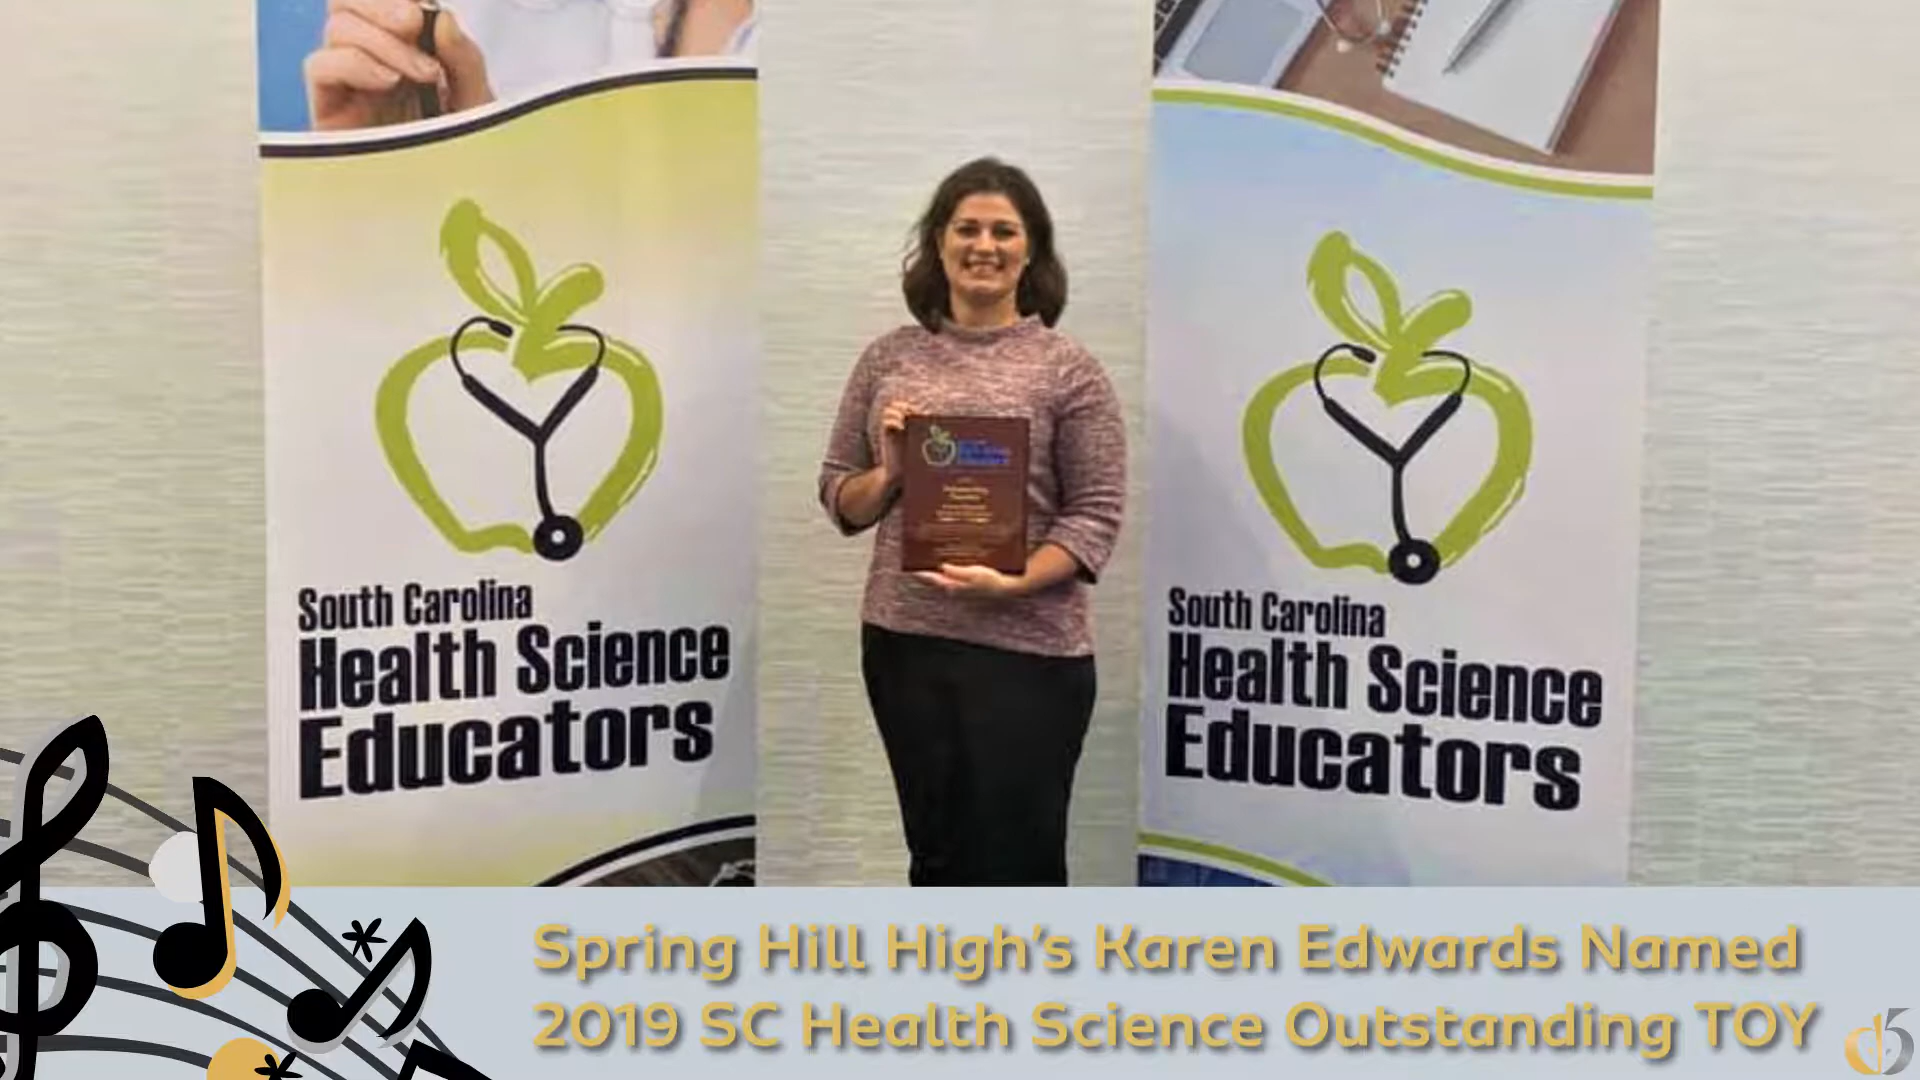 South Carolina
Health Science
Educators
South Carolina
Health Science
Educators
Spring Hill High's Karen Edwards Named
2019 SC Health Science Outstanding TOY
d5